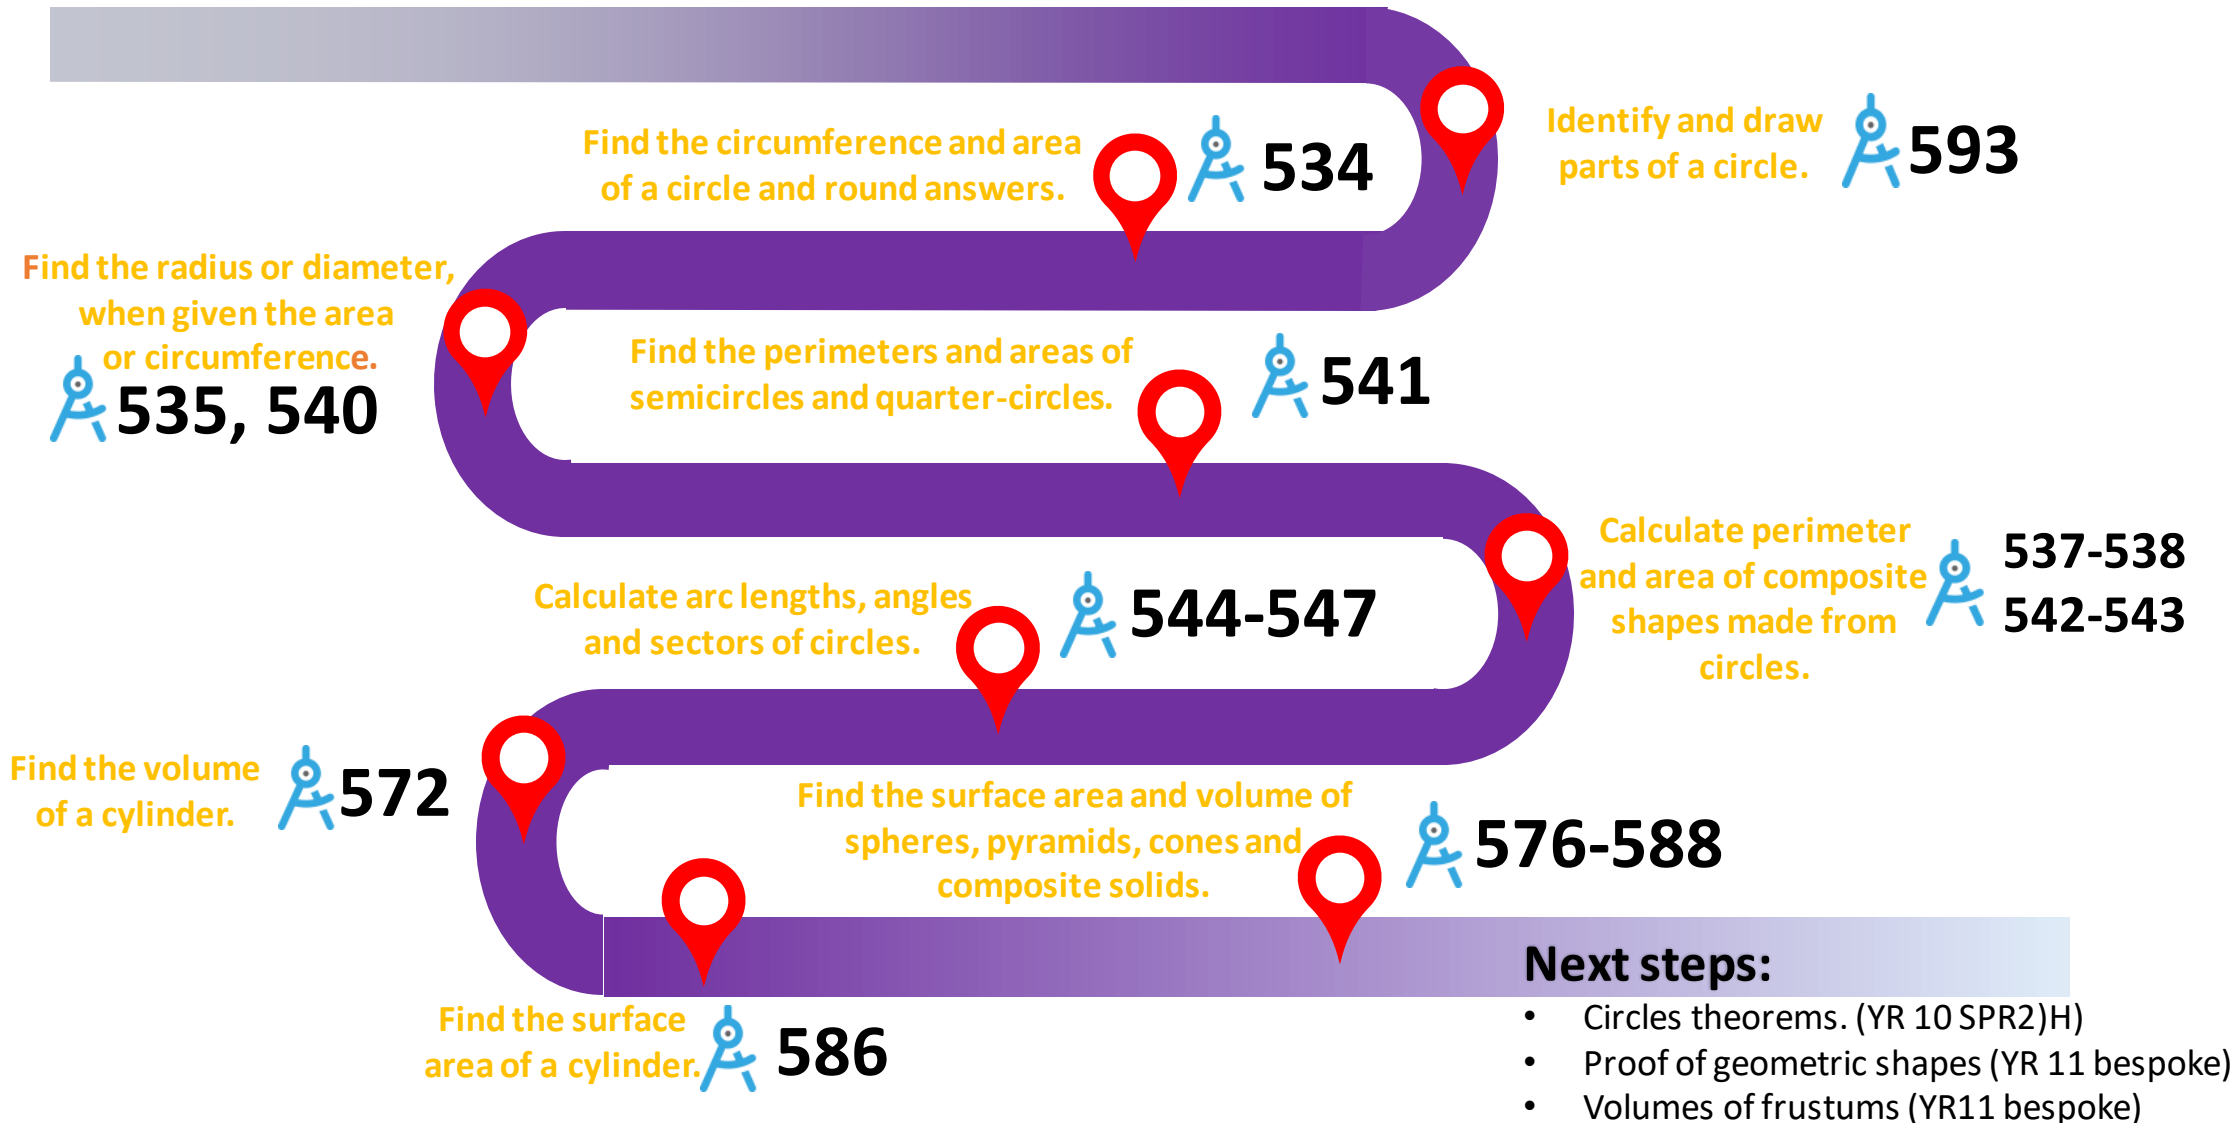 Identify and draw
parts of a circle.
593
Find the circumference and area
of a circle and round answers.
534
Find the radius or diameter,
when given the area
or circumference.
535, 540
Find the perimeters and areas of
semicircles and quarter-circles.
541
Calculate perimeter
and area of composite
shapes made from
circles.
537-538
542-543
Calculate arc lengths, angles
and sectors of circles.
544-547
Find the volume
of a cylinder.
572
Find the surface
area of a cylinder.
586
Find the surface area and volume of
spheres, pyramids, cones and
composite solids.
576-588
Next steps:
• Circles theorems. (YR 10 SPR2)H)
• Proof of geometric shapes (YR 11 bespoke)
• Volumes of frustums (YR11 bespoke)